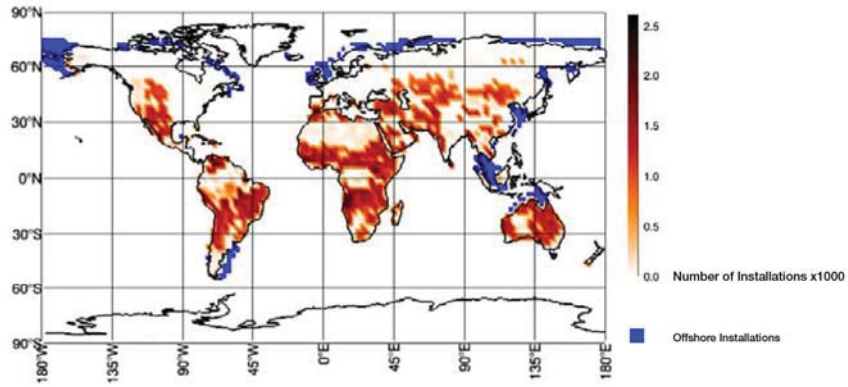 90°N
60°N
30°N
0°N
30°S
60°S
90°S
180°W
135°W
90°W
45°W
0°E
45°E
90°E
135°E
180°E
2.5
2.0
1.5
1.0
0.5
0.0
Number of Installations x1000
Offshore Installations